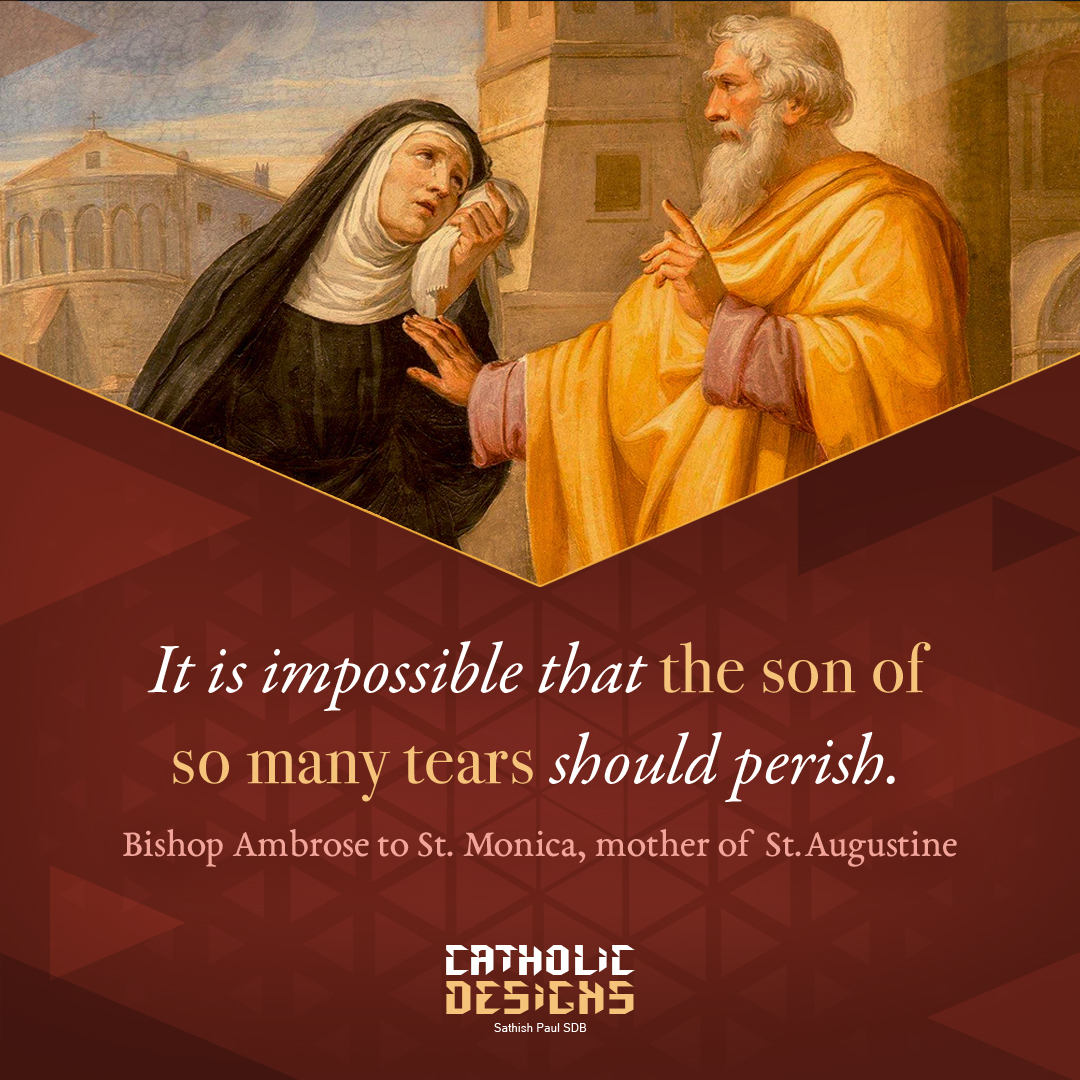 It is impossible that the son of
so many tears should perish.
Bishop Ambrose to St. Monica, mother of St. Augustine
CATHOLIC
DESIGNS
Sathish Paul SDB